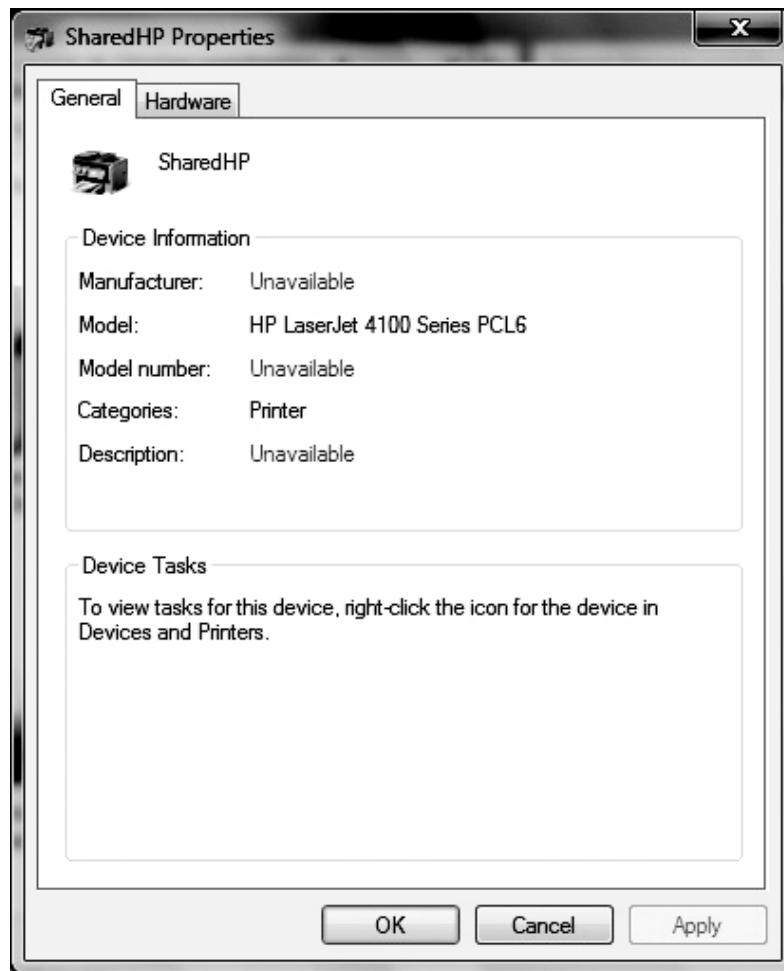 SharedHP Properties
General Hardware
SharedHP
Device Information
Manufacturer: Unavailable
Model: HP LaserJet 4100 Series PCL6
Model number: Unavailable
Categories: Printer
Description: Unavailable
Device Tasks
To view tasks for this device, right-click the icon for the device in
Devices and Printers.
OK Cancel Apply